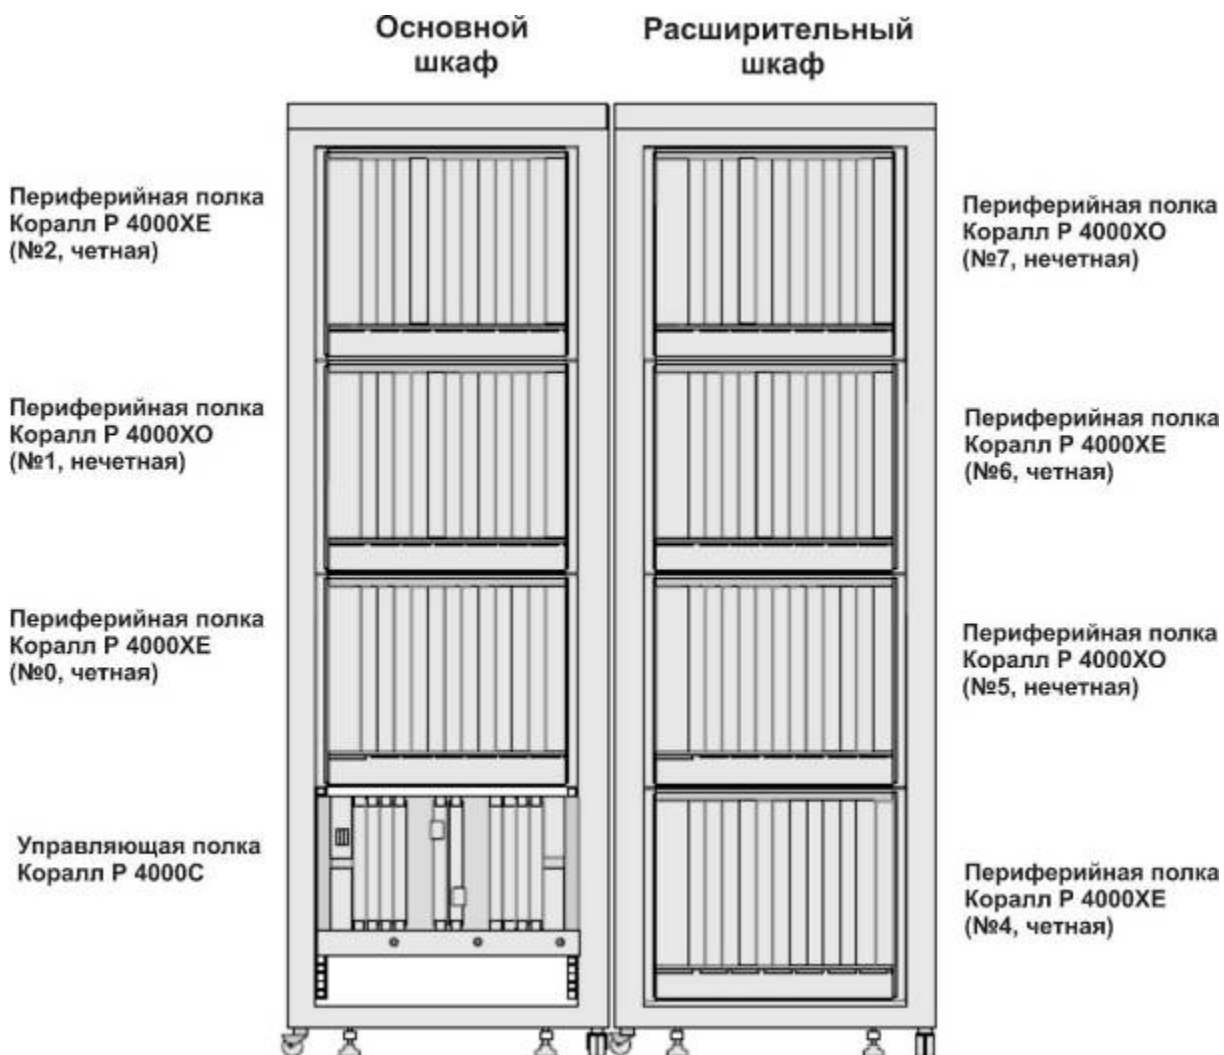 Основной
шкаф
Расширительный
шкаф
Периферийная полка
Коралл Р 4000ХЕ
(№2, четная)
Периферийная полка
Коралл Р 4000ХО
(№7, нечетная)
Периферийная полка
Коралл Р 4000ХО
(№1, нечетная)
Периферийная полка
Коралл Р 4000ХЕ
(№6, четная)
Периферийная полка
Коралл Р 4000ХЕ
(№0, четная)
Периферийная полка
Коралл Р 4000ХО
(№5, нечетная)
Управляющая полка
Коралл Р 4000С
Периферийная полка
Коралл Р 4000ХЕ
(№4, четная)